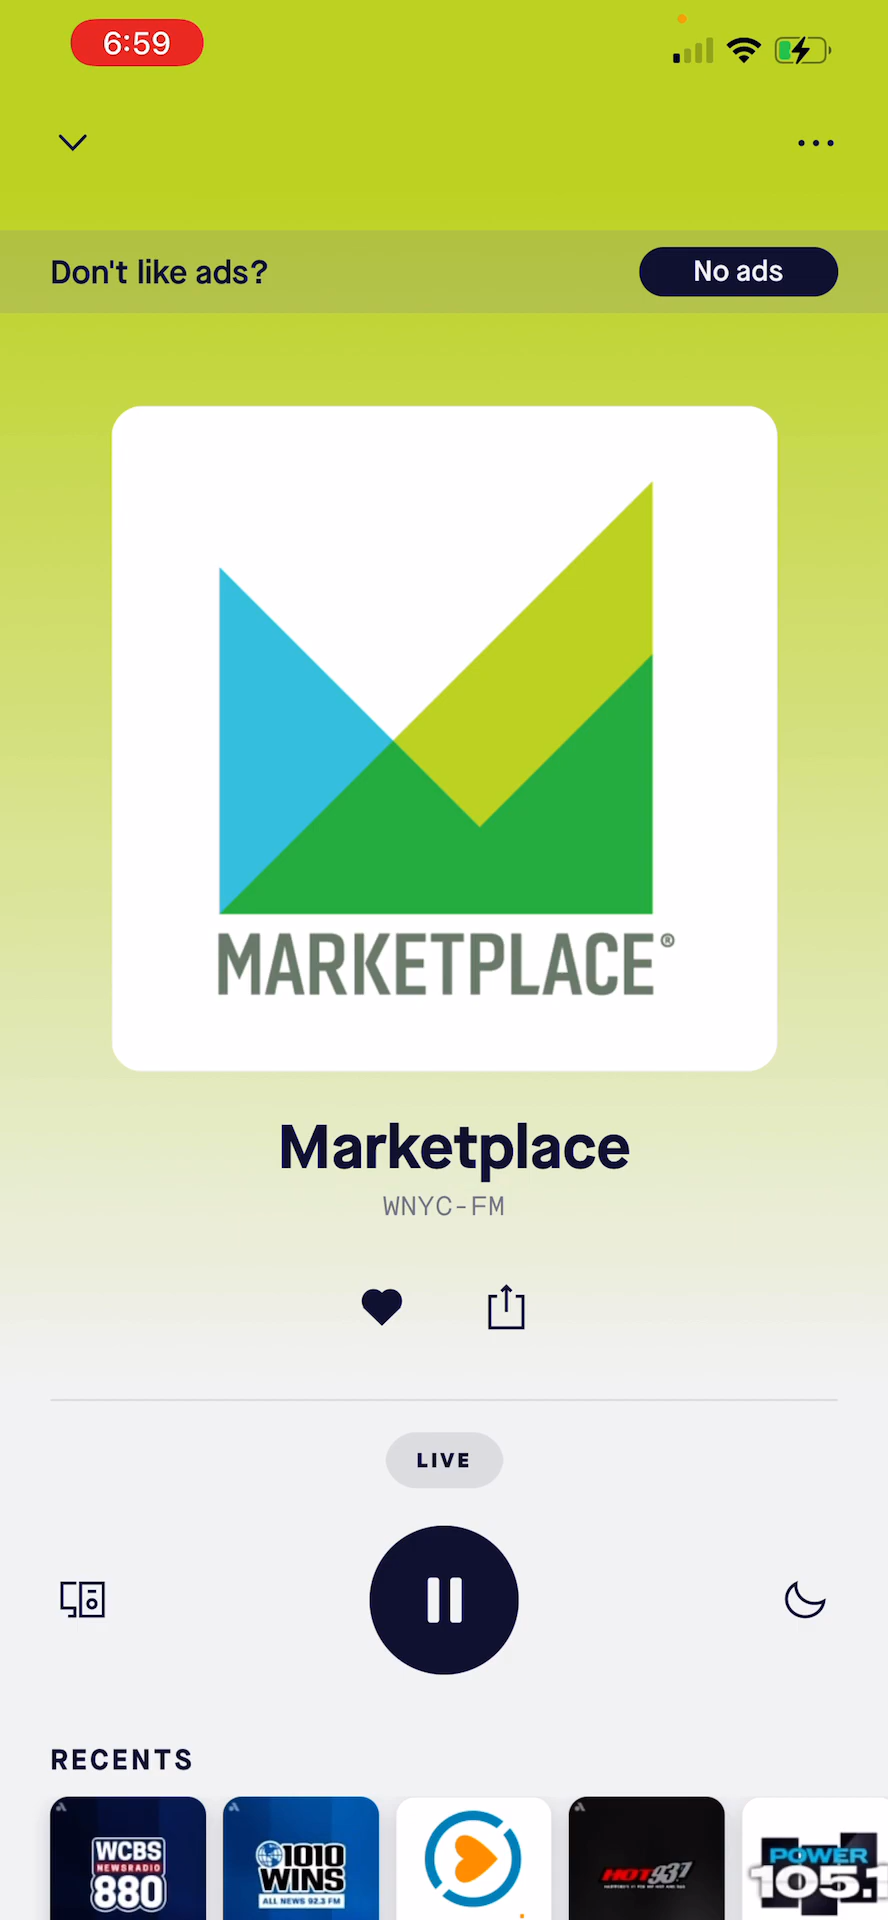 6:59
Don't like ads?
No ads
MARKETPLACE®
Marketplace
WNYC-FM
LIVE
RECENTS
WCBS
NEWSRADIO
880
1010
WINS
ALL NEWS 92.3 FM
HOT 93.7
POWER
105.1